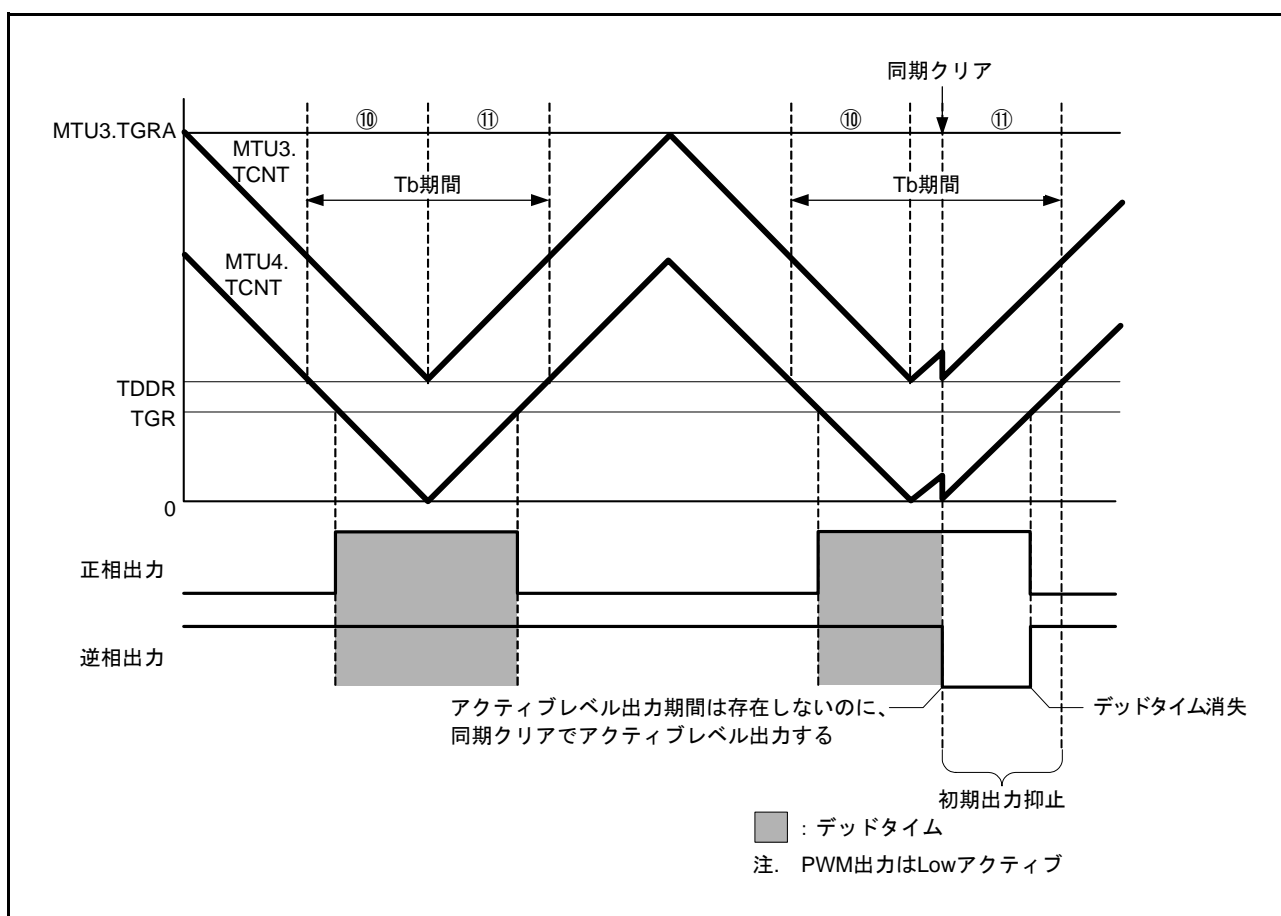 同期クリア
⑩
⑪
⑩
⑪
MTU3.TGRA
MTU3.
TCNT
Tb期間
Tb期間
MTU4.
TCNT
TDDR
TGR
0
正相出力
逆相出力
アクティブレベル出力期間は存在しないのに、
同期クリアでアクティブレベル出力する
デッドタイム消失
初期出力抑止
：デッドタイム
注. PWM出力はLowアクティブ